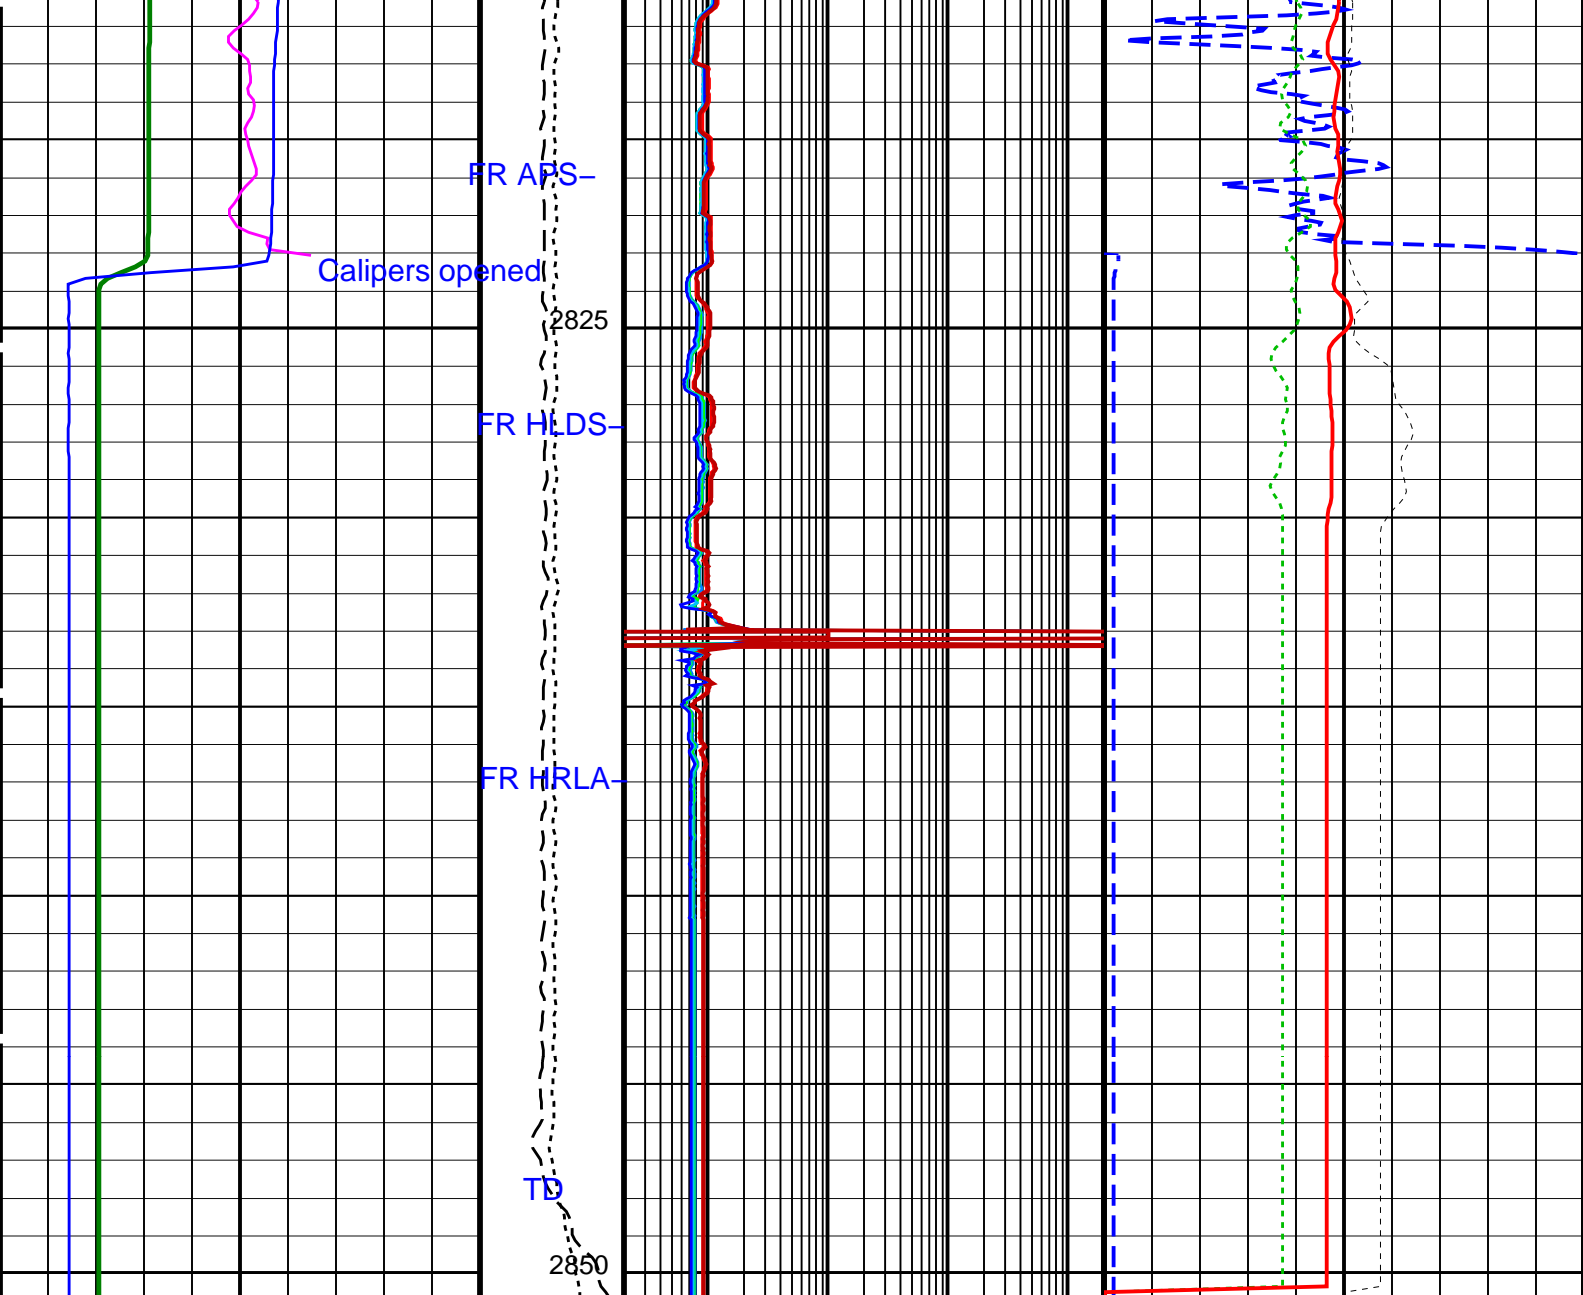 FR APS–
Calipers opened
2825
FR HLDS–
FR HRLA–
TD
2850